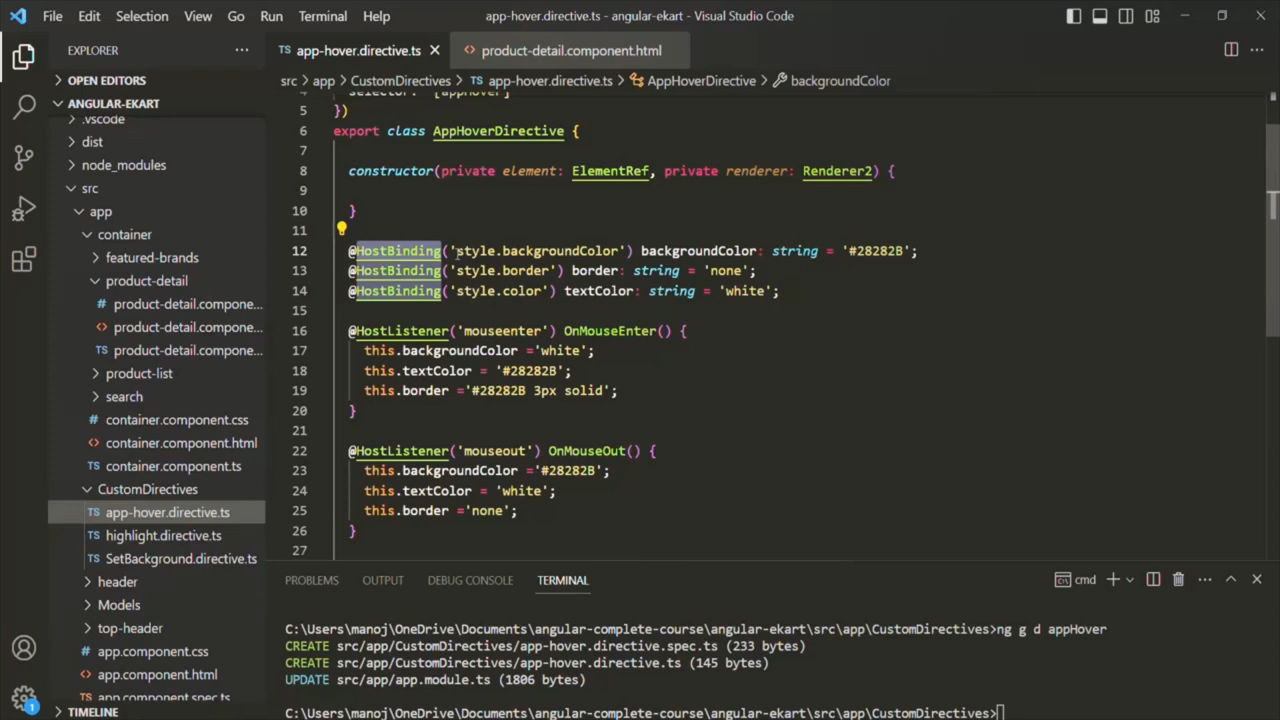 File Edit Selection View Go Run Terminal Help app-hover.directive.ts - angular-ekart - Visual Studio Code
EXPLORER ...
OPEN EDITORS
ANGULAR-EKART
.vscode
dist
node_modules
src
app
container
featured-brands
product-detail
product-detail.compone...
product-detail.compone...
TS product-detail.compone...
product-list
search
# container.component.css
container.component.html
TS container.component.ts
CustomDirectives
TS app-hover.directive.ts
TS highlight.directive.ts
TS SetBackground.directive.ts
header
Models
top-header
# app.component.css
app.component.html
app.component.spec.ts
TIMELINE
1
TS app-hover.directive.ts product-detail.component.html
src > app > CustomDirectives > TS app-hover.directive.ts > AppHoverDirective > backgroundColor
4 selector: '[appHover]'
5 })
6 export class AppHoverDirective {
7
8 constructor(private element: ElementRef, private renderer: Renderer2) {
9
10 }
11
12 @HostBinding('style.backgroundColor') backgroundColor: string = '#28282B';
13 @HostBinding('style.border') border: string = 'none';
14 @HostBinding('style.color') textColor: string = 'white';
15
16 @HostListener('mouseenter') OnMouseEnter() {
17 this.backgroundColor ='white';
18 this.textColor = '#28282B';
19 this.border ='#28282B 3px solid';
20 }
21
22 @HostListener('mouseout') OnMouseOut() {
23 this.backgroundColor ='#28282B';
24 this.textColor = 'white';
25 this.border ='none';
26 }
27
PROBLEMS OUTPUT DEBUG CONSOLE TERMINAL cmd
C:\Users\manoj\OneDrive\Documents\angular-complete-course\angular-ekart\src\app\CustomDirectives>ng g d appHover
CREATE src/app/CustomDirectives/app-hover.directive.spec.ts (233 bytes)
CREATE src/app/CustomDirectives/app-hover.directive.ts (145 bytes)
UPDATE src/app/app.module.ts (1806 bytes)
C:\Users\manoj\OneDrive\Documents\angular-complete-course\angular-ekart\src\app\CustomDirectives>